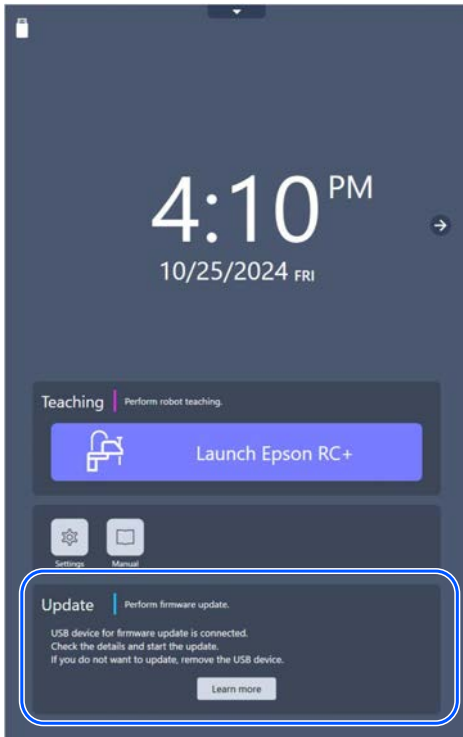 4:10 PM
10/25/2024 FRI
Teaching Perform robot teaching.
Launch Epson RC+
Settings Manual
Update Perform firmware update.
USB device for firmware update is connected.
Check the details and start the update.
If you do not want to update, remove the USB device.
Learn more